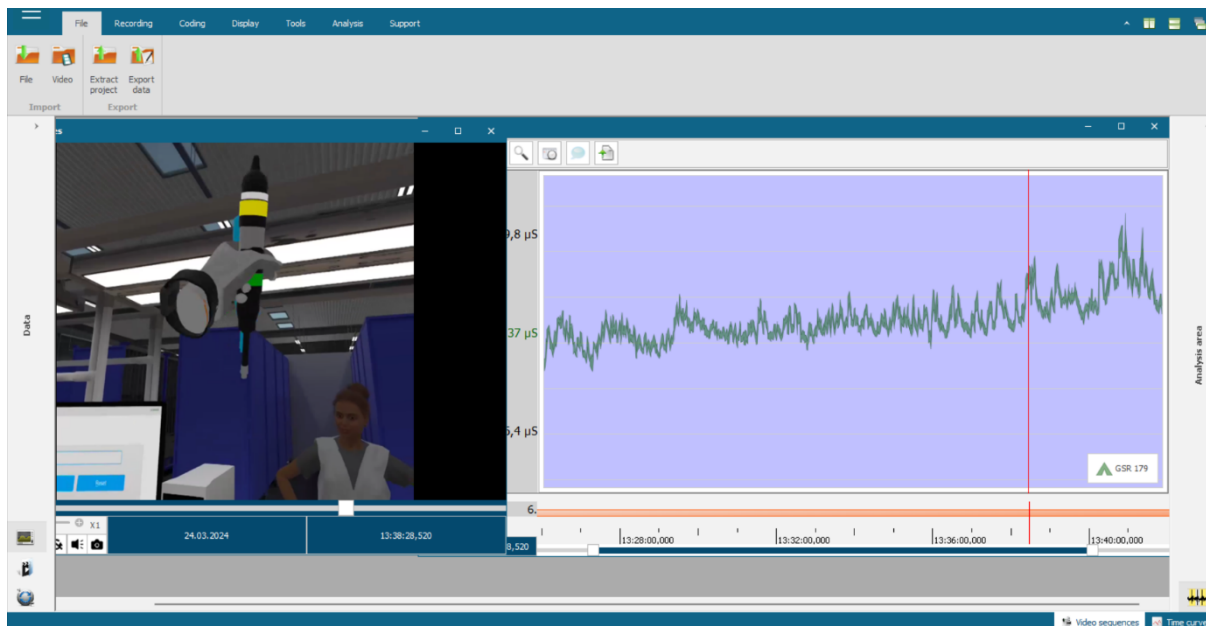 File Recording Coding Display Tools Analysis Support
File Video Extract project Export data
Import Export
es
Data
9,8 µS
37 µS
5,4 µS
GSR 179
6.
13:28:00,000 13:32:00,000 13:36:00,000 13:40:00,000
8,520
X1
24.03.2024 13:38:28,520
Analysis area
Video sequences Time curve